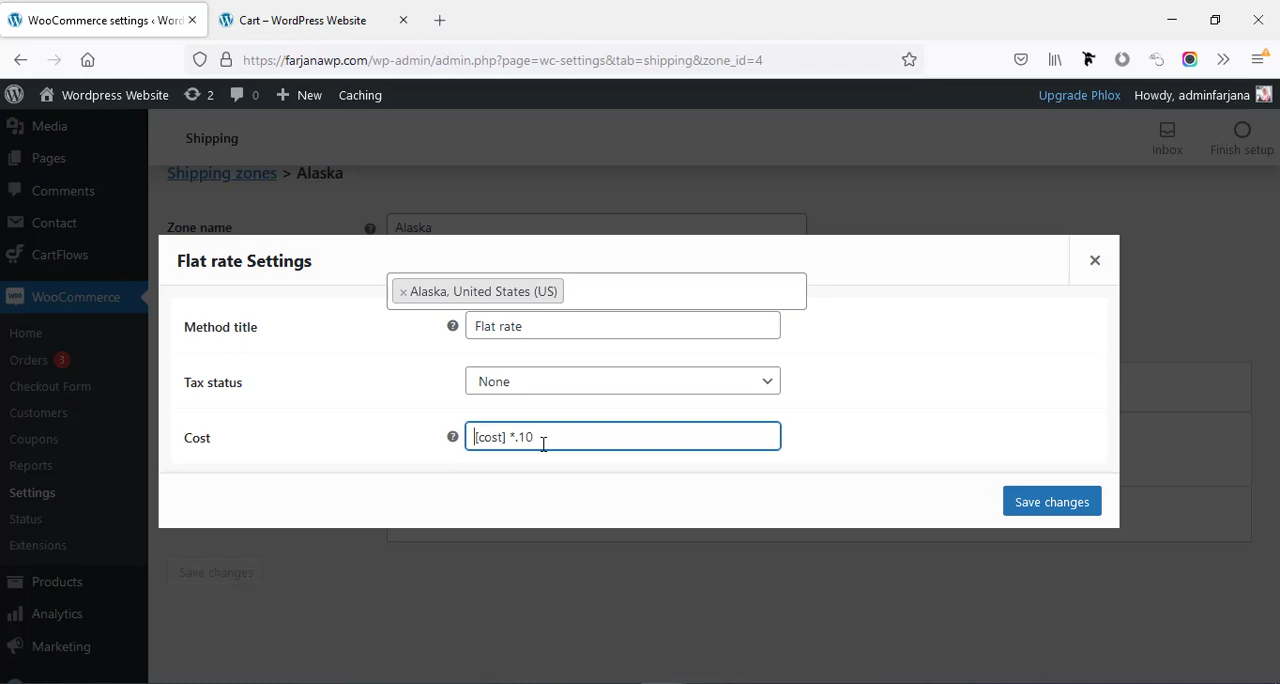 WooCommerce settings ‹ Word
Cart – WordPress Website
https://farjanawp.com/wp-admin/admin.php?page=wc-settings&tab=shipping&zone_id=4
Wordpress Website
2
0
New
Caching
Upgrade Phlox
Howdy, adminfarjana
Media
Pages
Comments
Contact
CartFlows
WooCommerce
Home
Orders 3
Checkout Form
Customers
Coupons
Reports
Settings
Status
Extensions
Products
Analytics
Marketing
Shipping
Inbox
Finish setup
Shipping zones > Alaska
Zone name
Alaska
Flat rate Settings
× Alaska, United States (US)
Method title
Flat rate
Tax status
None
Cost
[cost] *.10
Save changes
Save changes